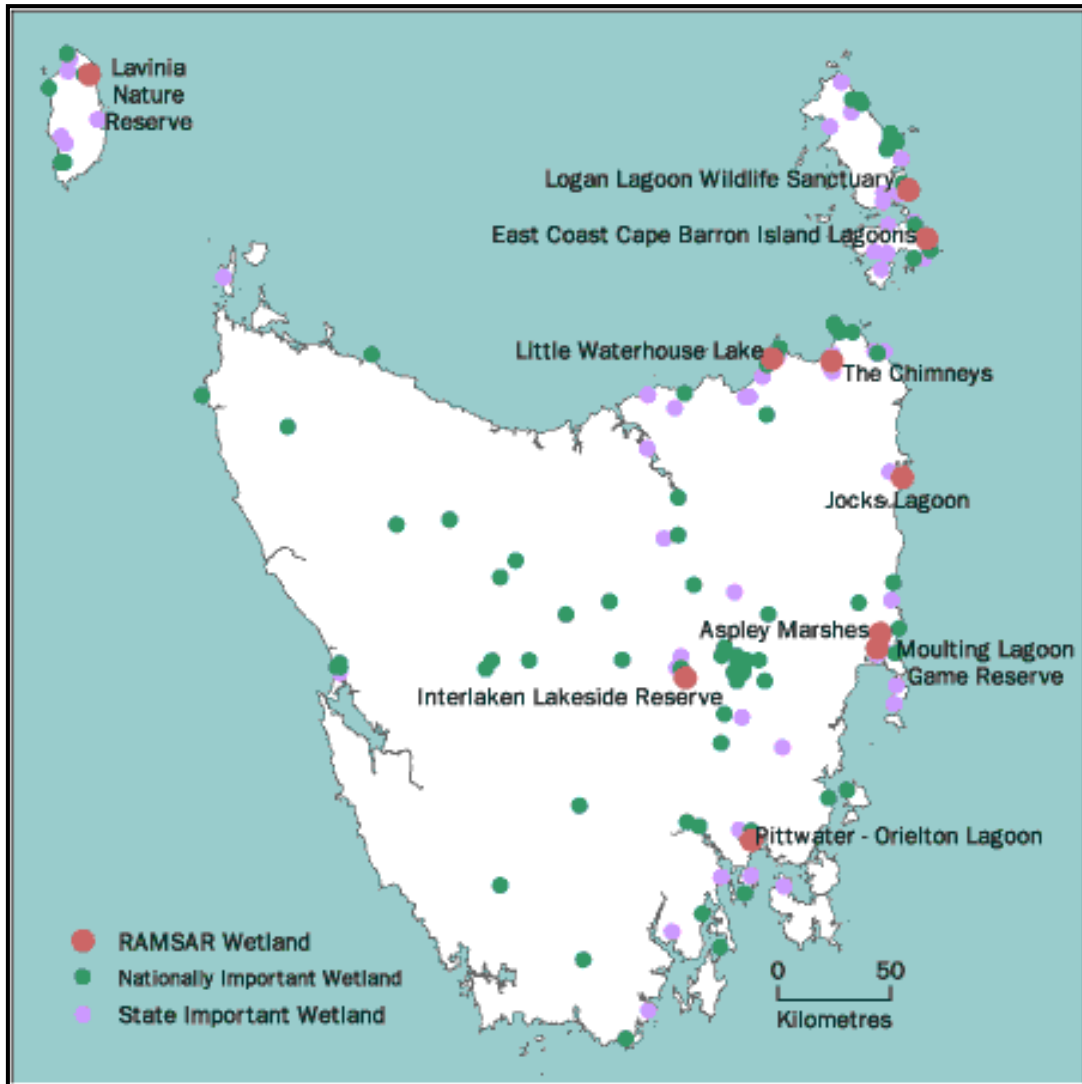 Lavinia
Nature
Reserve
Logan Lagoon Wildlife Sanctuary
East Coast Cape Barron Island Lagoons
Little Waterhouse Lake
The Chimneys
Jocks Lagoon
Aspley Marshes
Moulting Lagoon
Game Reserve
Interlaken Lakeside Reserve
Pittwater - Orielton Lagoon
RAMSAR Wetland
Nationally Important Wetland
State Important Wetland
0 50
Kilometres